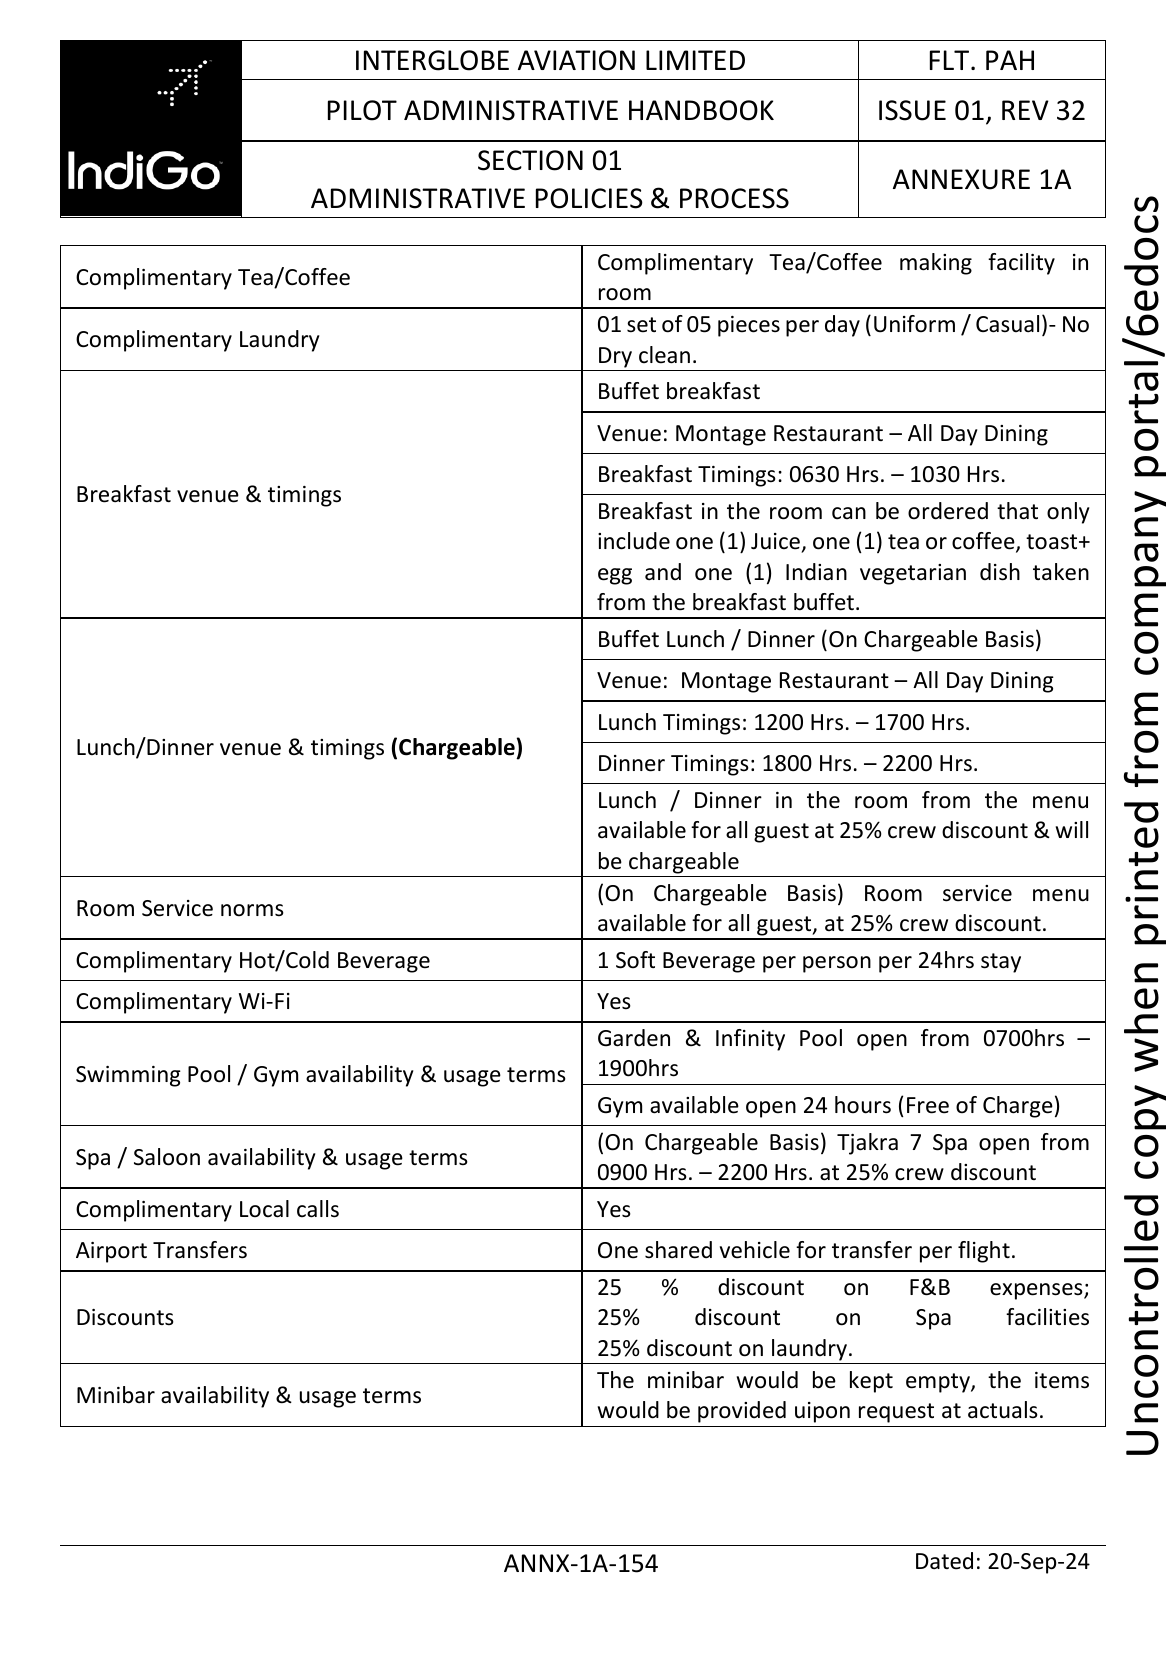 IndiGo
INTERGLOBE AVIATION LIMITED
FLT. PAH
PILOT ADMINISTRATIVE HANDBOOK
ISSUE 01, REV 32
SECTION 01
ADMINISTRATIVE POLICIES & PROCESS
ANNEXURE 1A
Complimentary Tea/Coffee
Complimentary Tea/Coffee making facility in
room
Complimentary Laundry
01 set of 05 pieces per day (Uniform / Casual)- No
Dry clean.
Breakfast venue & timings
Buffet breakfast
Venue: Montage Restaurant – All Day Dining
Breakfast Timings: 0630 Hrs. – 1030 Hrs.
Breakfast in the room can be ordered that only
include one (1) Juice, one (1) tea or coffee, toast+
egg and one (1) Indian vegetarian dish taken
from the breakfast buffet.
Lunch/Dinner venue & timings (Chargeable)
Buffet Lunch / Dinner (On Chargeable Basis)
Venue:  Montage Restaurant – All Day Dining
Lunch Timings: 1200 Hrs. – 1700 Hrs.
Dinner Timings: 1800 Hrs. – 2200 Hrs.
Lunch / Dinner in the room from the menu
available for all guest at 25% crew discount & will
be chargeable
Room Service norms
(On Chargeable Basis) Room service menu
available for all guest, at 25% crew discount.
Complimentary Hot/Cold Beverage
1 Soft Beverage per person per 24hrs stay
Complimentary Wi-Fi
Yes
Swimming Pool / Gym availability & usage terms
Garden & Infinity Pool open from 0700hrs –
1900hrs
Gym available open 24 hours (Free of Charge)
Spa / Saloon availability & usage terms
(On Chargeable Basis) Tjakra 7 Spa open from
0900 Hrs. – 2200 Hrs. at 25% crew discount
Complimentary Local calls
Yes
Airport Transfers
One shared vehicle for transfer per flight.
Discounts
25 % discount on F&B expenses;
25% discount on Spa facilities
25% discount on laundry.
Minibar availability & usage terms
The minibar would be kept empty, the items
would be provided uipon request at actuals.
ANNX-1A-154
Dated: 20-Sep-24
Uncontrolled copy when printed from company portal/6edocs